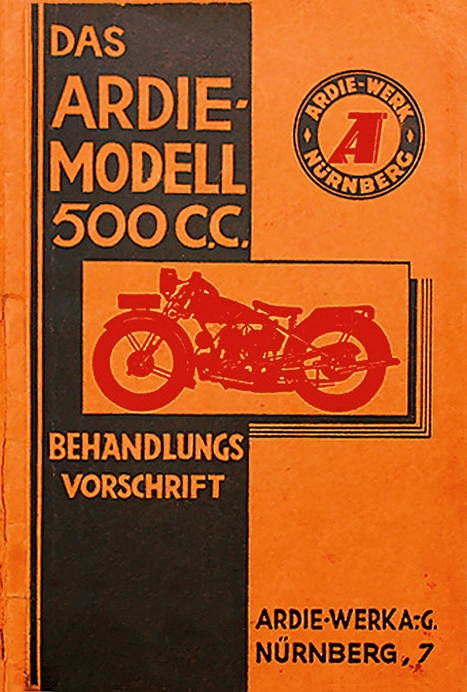 DAS
ARDIE-
MODELL
500 C.C.
ARDIE-WERK
A
NÜRNBERG
BEHANDLUNGS
VORSCHRIFT
ARDIE-WERK A.-G.
NÜRNBERG, 7